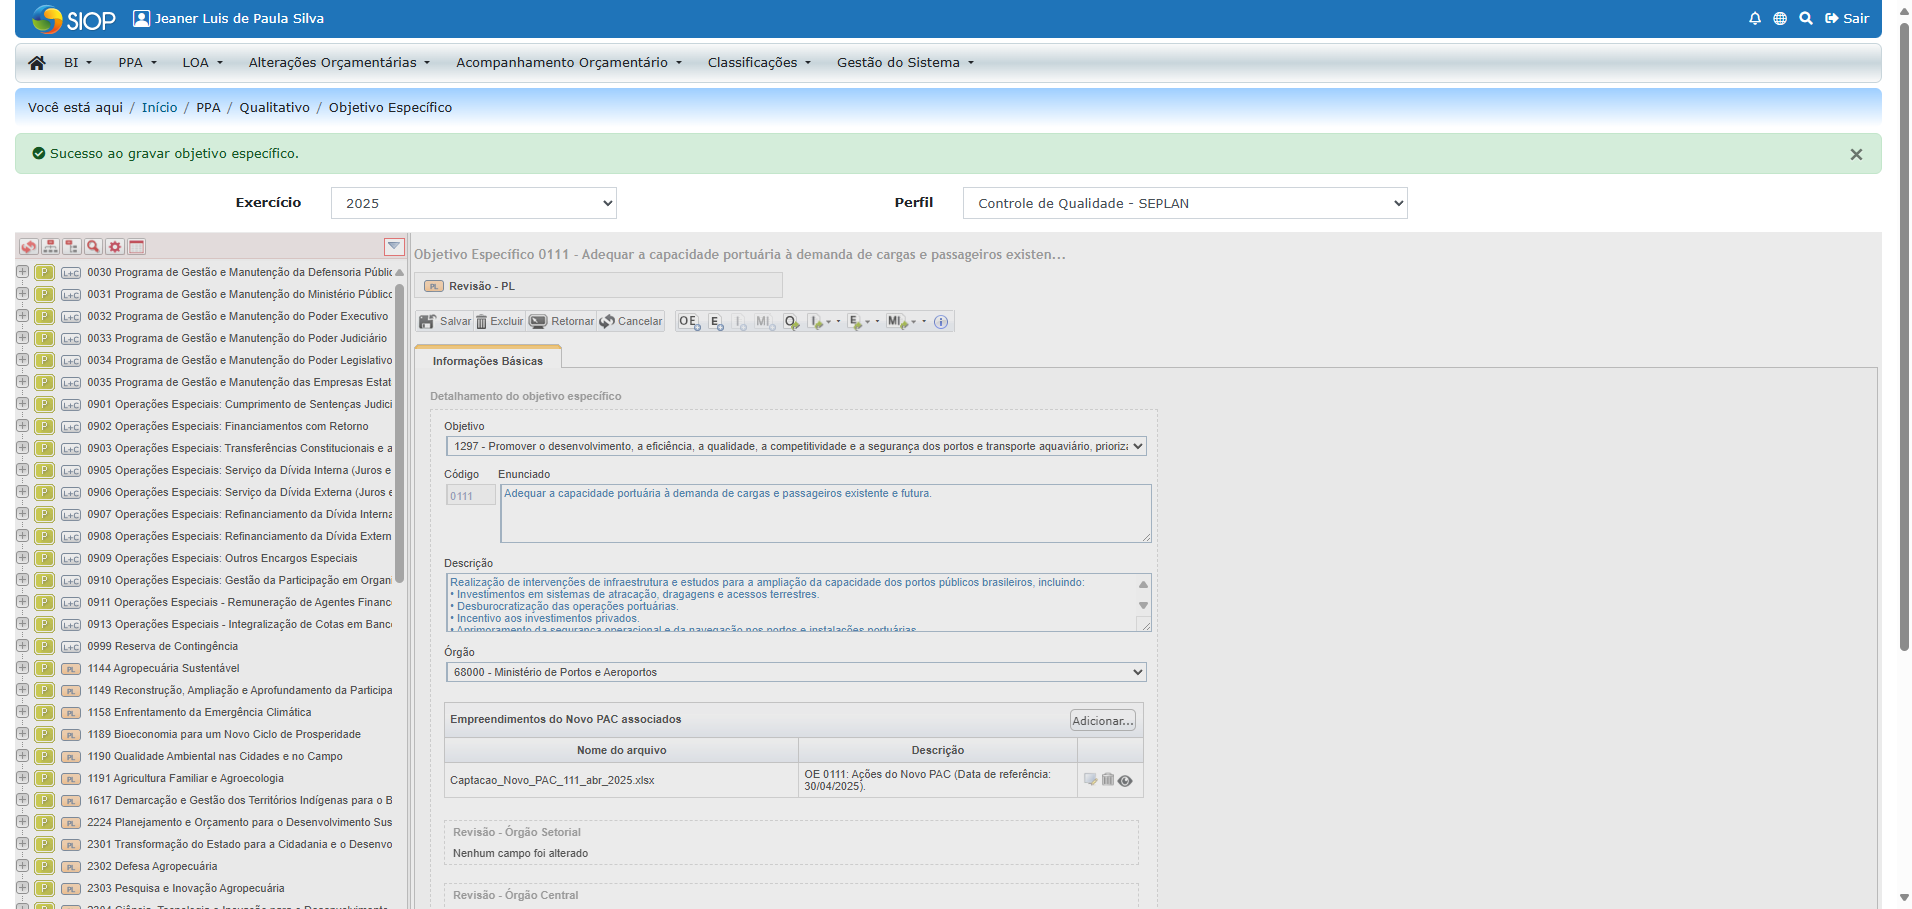 SIOP
Jeaner Luis de Paula Silva
Sair
BI
PPA
LOA
Alterações Orçamentárias
Acompanhamento Orçamentário
Classificações
Gestão do Sistema
Você está aqui / Início / PPA / Qualitativo / Objetivo Específico
Sucesso ao gravar objetivo específico.
Exercício
2025
Perfil
Controle de Qualidade - SEPLAN
P L+C 0030 Programa de Gestão e Manutenção da Defensoria Públic
P L+C 0031 Programa de Gestão e Manutenção do Ministério Público
P L+C 0032 Programa de Gestão e Manutenção do Poder Executivo
P L+C 0033 Programa de Gestão e Manutenção do Poder Judiciário
P L+C 0034 Programa de Gestão e Manutenção do Poder Legislativo
P L+C 0035 Programa de Gestão e Manutenção das Empresas Estat
P L+C 0901 Operações Especiais: Cumprimento de Sentenças Judici
P L+C 0902 Operações Especiais: Financiamentos com Retorno
P L+C 0903 Operações Especiais: Transferências Constitucionais e a
P L+C 0905 Operações Especiais: Serviço da Dívida Interna (Juros e
P L+C 0906 Operações Especiais: Serviço da Dívida Externa (Juros e
P L+C 0907 Operações Especiais: Refinanciamento da Dívida Interna
P L+C 0908 Operações Especiais: Refinanciamento da Dívida Extern
P L+C 0909 Operações Especiais: Outros Encargos Especiais
P L+C 0910 Operações Especiais: Gestão da Participação em Organ
P L+C 0911 Operações Especiais - Remuneração de Agentes Financ
P L+C 0913 Operações Especiais - Integralização de Cotas em Banc
P L+C 0999 Reserva de Contingência
P PL 1144 Agropecuária Sustentável
P PL 1149 Reconstrução, Ampliação e Aprofundamento da Participa
P PL 1158 Enfrentamento da Emergência Climática
P PL 1189 Bioeconomia para um Novo Ciclo de Prosperidade
P PL 1190 Qualidade Ambiental nas Cidades e no Campo
P PL 1191 Agricultura Familiar e Agroecologia
P PL 1617 Demarcação e Gestão dos Territórios Indígenas para o B
P PL 2224 Planejamento e Orçamento para o Desenvolvimento Sus
P PL 2301 Transformação do Estado para a Cidadania e o Desenvo
P PL 2302 Defesa Agropecuária
P PL 2303 Pesquisa e Inovação Agropecuária
Objetivo Específico 0111 - Adequar a capacidade portuária à demanda de cargas e passageiros existen...
PL Revisão - PL
Salvar Excluir Retornar Cancelar OE E I MI O I E MI
Informações Básicas
Detalhamento do objetivo específico
Objetivo
1297 - Promover o desenvolvimento, a eficiência, a qualidade, a competitividade e a segurança dos portos e transporte aquaviário, prioriza
Código Enunciado
0111
Adequar a capacidade portuária à demanda de cargas e passageiros existente e futura.
Descrição
Realização de intervenções de infraestrutura e estudos para a ampliação da capacidade dos portos públicos brasileiros, incluindo:
• Investimentos em sistemas de atracação, dragagens e acessos terrestres.
• Desburocratização das operações portuárias.
• Incentivo aos investimentos privados.
• Aprimoramento da segurança operacional e da navegação nos portos e instalações portuárias.
Órgão
68000 - Ministério de Portos e Aeroportos
Empreendimentos do Novo PAC associados
Adicionar...
Nome do arquivo
Descrição
Captacao_Novo_PAC_111_abr_2025.xlsx
OE 0111: Ações do Novo PAC (Data de referência:
30/04/2025).
Revisão - Órgão Setorial
Nenhum campo foi alterado
Revisão - Órgão Central